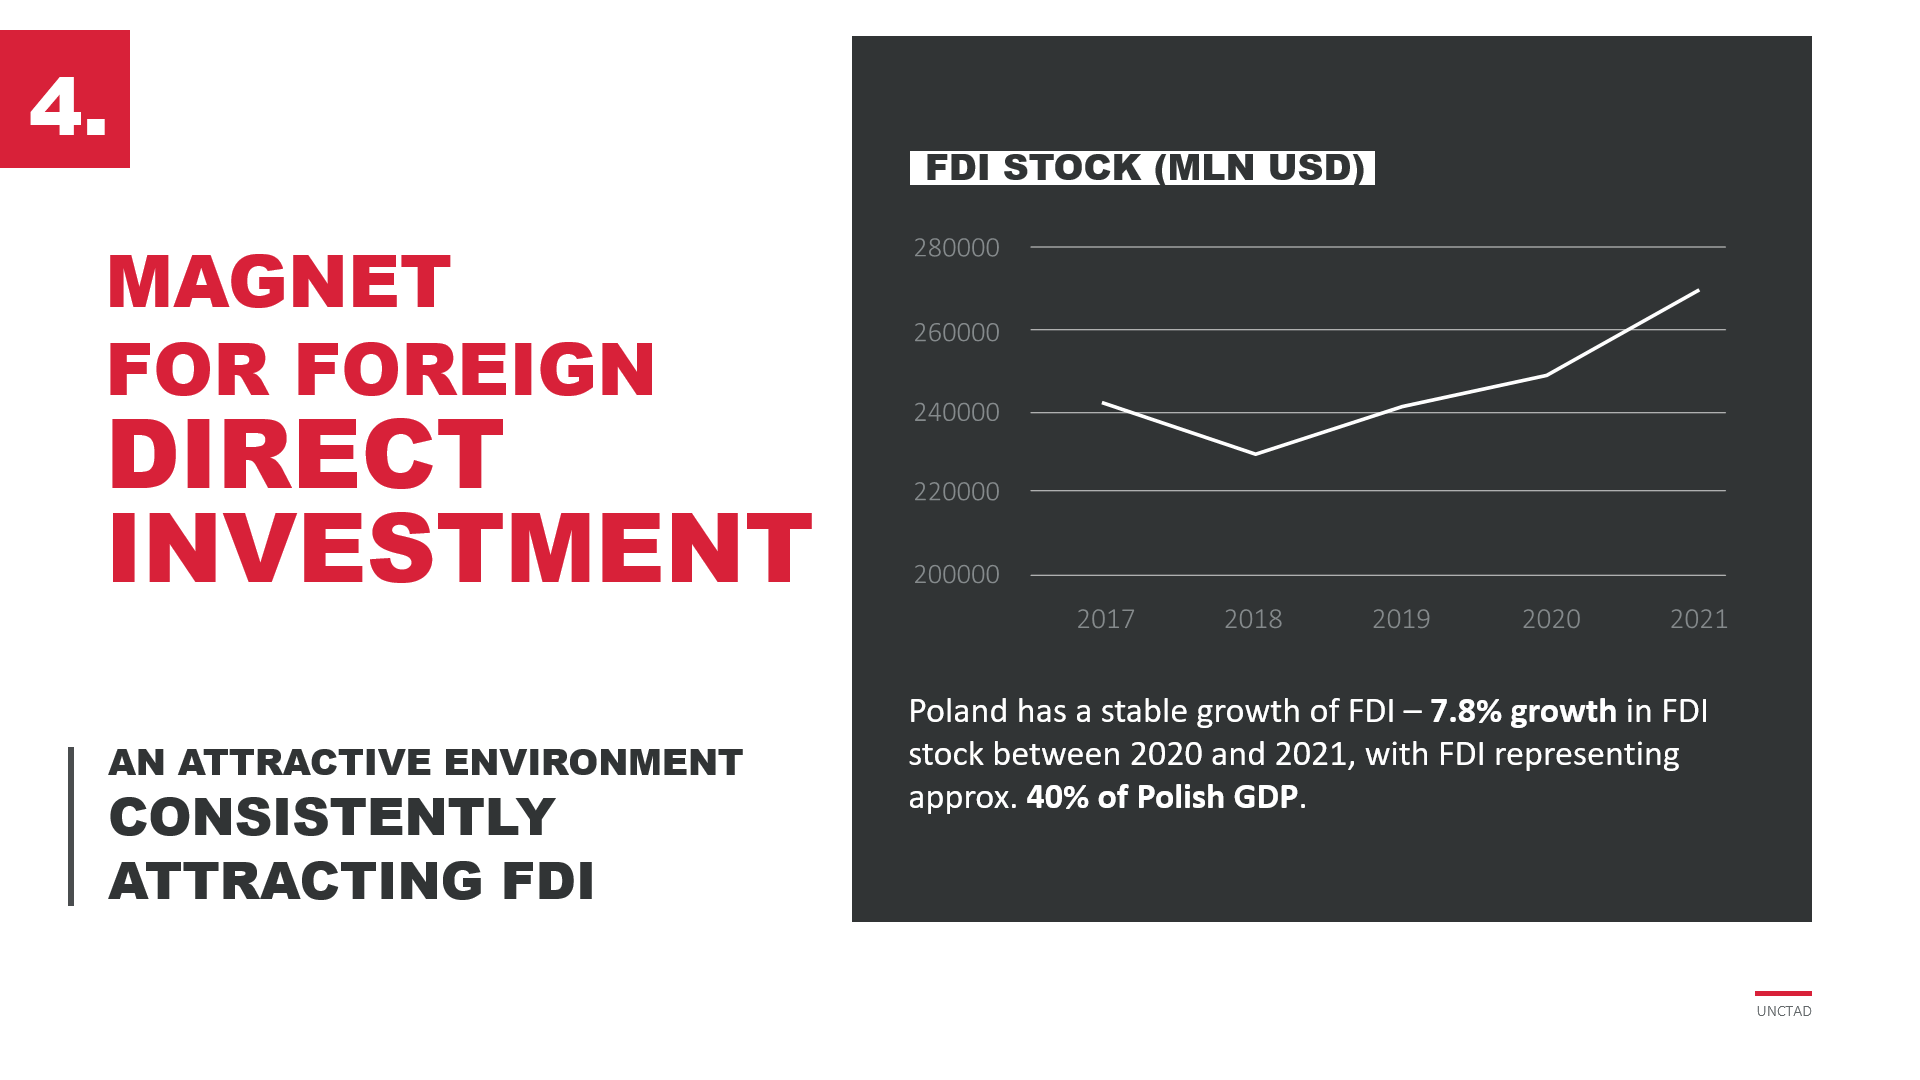 4.
MAGNET
FOR FOREIGN
DIRECT
INVESTMENT
AN ATTRACTIVE ENVIRONMENT
CONSISTENTLY
ATTRACTING FDI
FDI STOCK (MLN USD)
280000
260000
240000
220000
200000
2017 2018 2019 2020 2021
Poland has a stable growth of FDI – 7.8% growth in FDI
stock between 2020 and 2021, with FDI representing
approx. 40% of Polish GDP.
UNCTAD